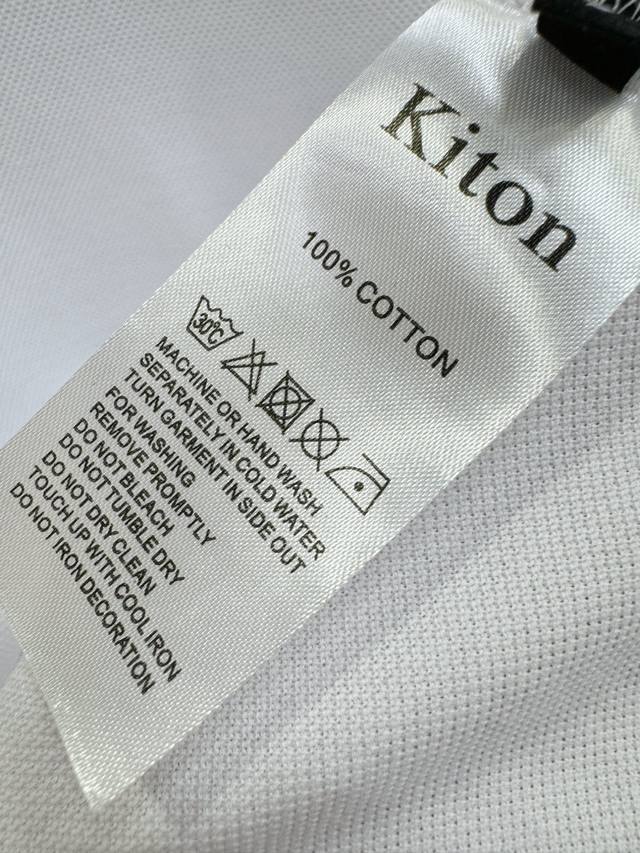 Kiton
100% COTTON
30°C
MACHINE OR HAND WASH
SEPARATELY IN COLD WATER
TURN GARMENT IN SIDE OUT
FOR WASHING
REMOVE PROMPTLY
DO NOT BLEACH
DO NOT TUMBLE DRY
DO NOT DRY CLEAN
TOUCH UP WITH COOL IRON
DO NOT IRON DECORATION